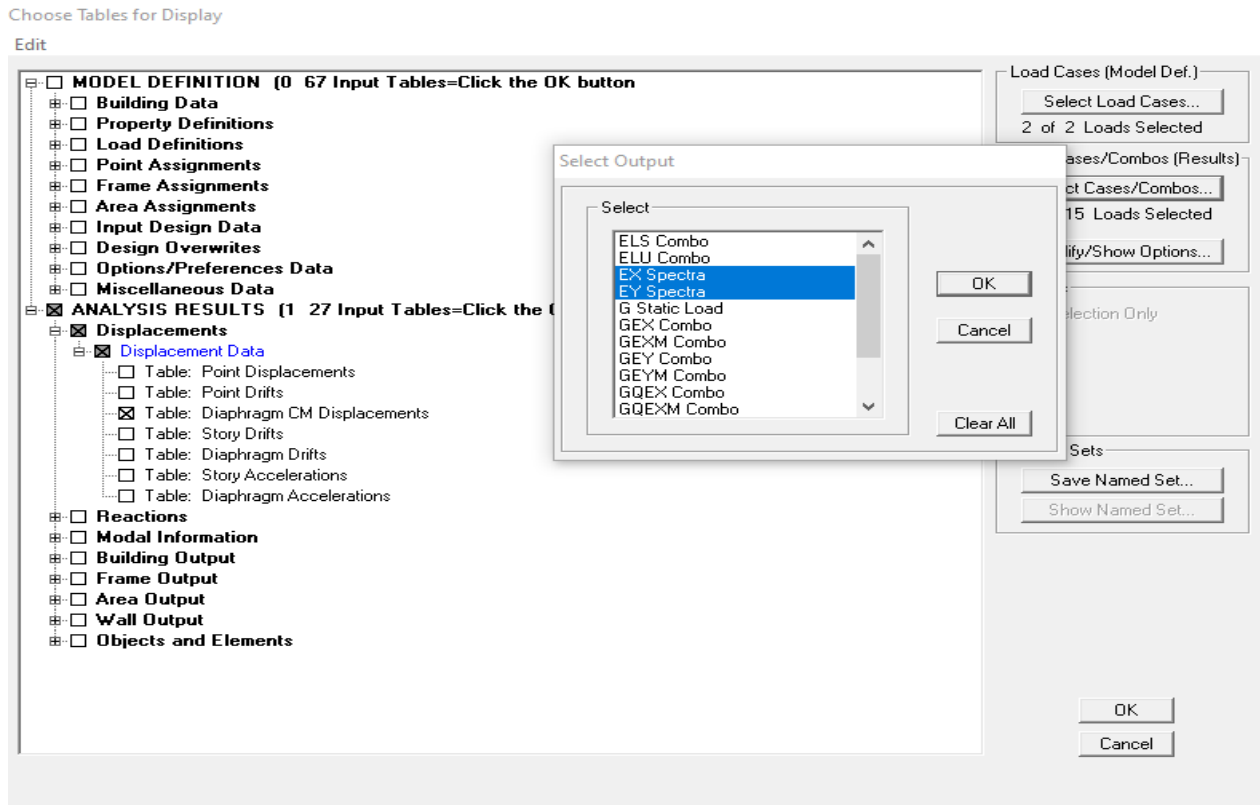 Choose Tables for Display
Edit
MODEL DEFINITION (0 67 Input Tables=Click the OK button
Building Data
Property Definitions
Load Definitions
Point Assignments
Frame Assignments
Area Assignments
Input Design Data
Design Overwrites
Options/Preferences Data
Miscellaneous Data
ANALYSIS RESULTS (1 27 Input Tables=Click the
Displacements
Displacement Data
Table: Point Displacements
Table: Point Drifts
Table: Diaphragm CM Displacements
Table: Story Drifts
Table: Diaphragm Drifts
Table: Story Accelerations
Table: Diaphragm Accelerations
Reactions
Modal Information
Building Output
Frame Output
Area Output
Wall Output
Objects and Elements
Select Output
Select
ELS Combo
ELU Combo
EX Spectra
EY Spectra
G Static Load
GEX Combo
GEXM Combo
GEY Combo
GEYM Combo
GQEX Combo
GQEXM Combo
OK
Cancel
Clear All
Load Cases (Model Def.)
Select Load Cases...
2 of 2 Loads Selected
ases/Combos (Results)
ct Cases/Combos...
15 Loads Selected
ify/Show Options...
election Only
Sets
Save Named Set...
Show Named Set...
OK
Cancel